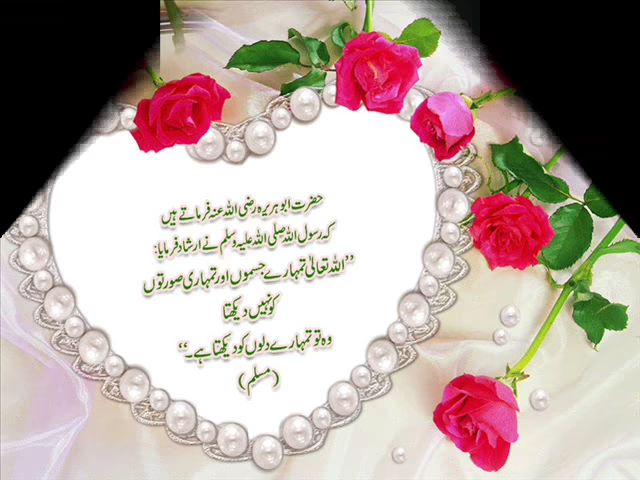 حضرت ابوہریرہ رضی اللہ عنہ فرماتے ہیں
کہ رسول اللہ صلی اللہ علیہ وسلم نے ارشاد فرمایا:
”اللہ تعالیٰ تمہارے جسموں اور تمہاری صورتوں
کو نہیں دیکھتا
وہ تو تمہارے دلوں کو دیکھتا ہے۔“
(مسلم)